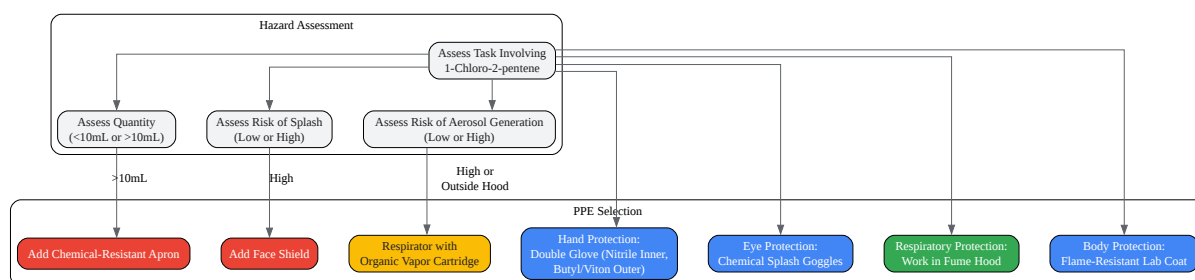 Hazard Assessment
Assess Task Involving
1-Chloro-2-pentene
Assess Quantity
(<10mL or >10mL)
Assess Risk of Splash
(Low or High)
Assess Risk of Aerosol Generation
(Low or High)
>10mL
High
High or
Outside Hood
PPE Selection
Add Chemical-Resistant Apron
Add Face Shield
Respirator with
Organic Vapor Cartridge
Hand Protection:
Double Glove (Nitrile Inner,
Butyl/Viton Outer)
Eye Protection:
Chemical Splash Goggles
Respiratory Protection:
Work in Fume Hood
Body Protection:
Flame-Resistant Lab Coat